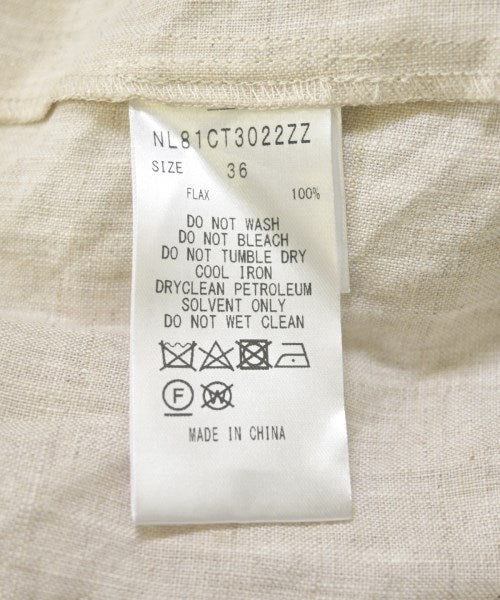 NL81CT3022ZZ
SIZE 36
FLAX 100%
DO NOT WASH
DO NOT BLEACH
DO NOT TUMBLE DRY
COOL IRON
DRYCLEAN PETROLEUM
SOLVENT ONLY
DO NOT WET CLEAN
F W
MADE IN CHINA